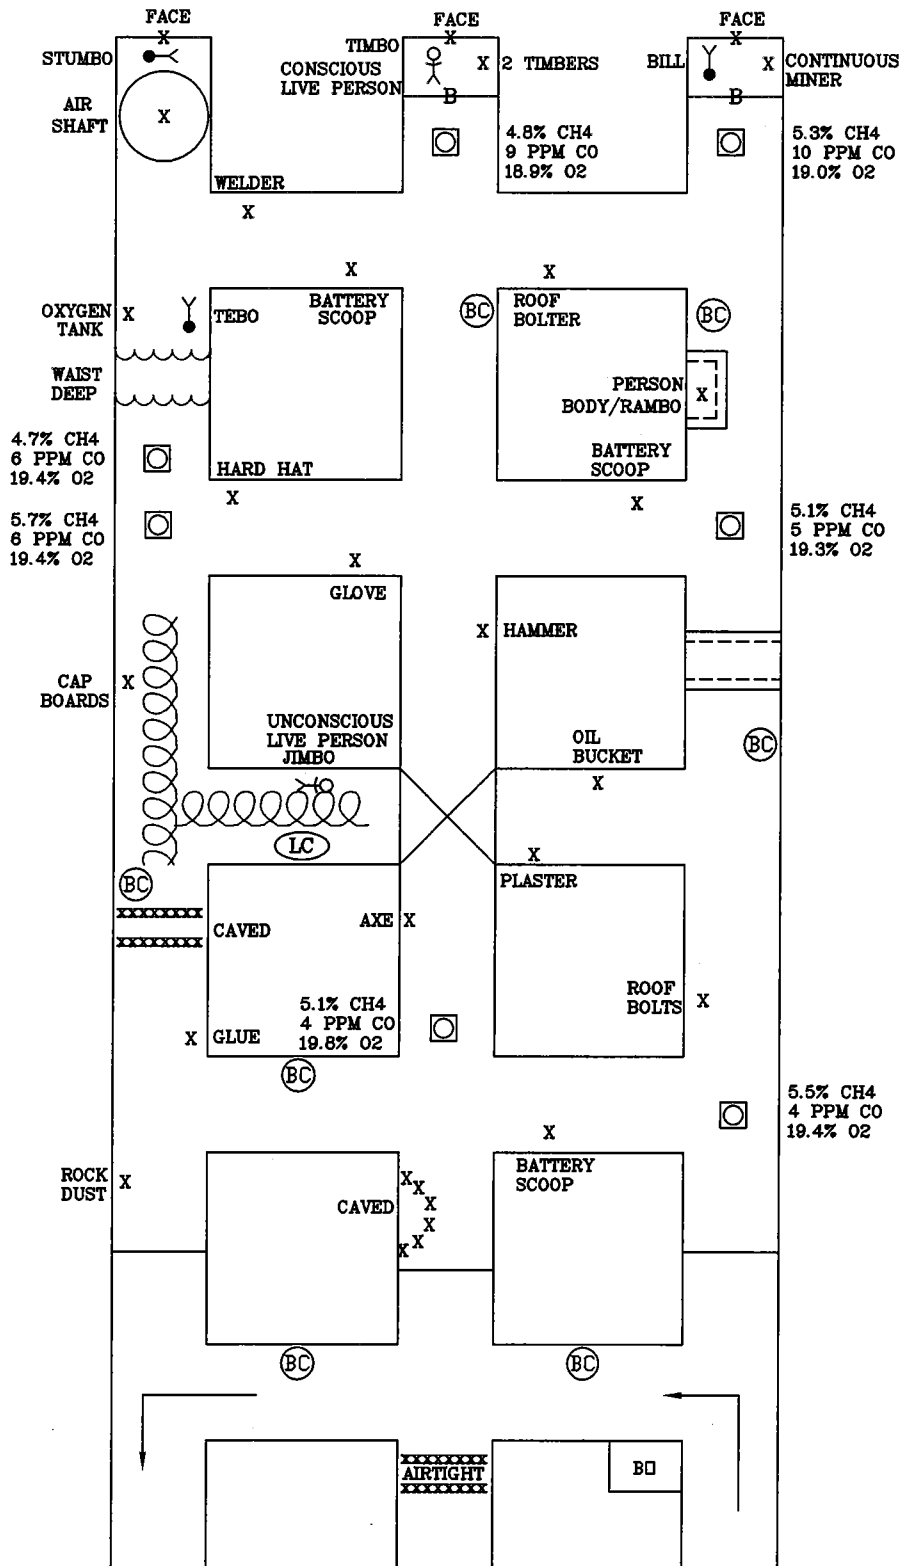 FACE
FACE
FACE
X
X
X
STUMBO
TIMBO
CONSCIOUS
LIVE PERSON
X 2 TIMBERS
BILL
X CONTINUOUS
MINER
B
B
AIR
SHAFT
X
4.8% CH4
9 PPM CO
18.9% O2
5.3% CH4
10 PPM CO
19.0% O2
WELDER
X
X
X
OXYGEN
TANK
X
TEBO
BATTERY
SCOOP
BC
ROOF
BOLTER
BC
WAIST
DEEP
PERSON
BODY/RAMBO
X
4.7% CH4
6 PPM CO
19.4% O2
HARD HAT
X
BATTERY
SCOOP
X
5.7% CH4
6 PPM CO
19.4% O2
5.1% CH4
5 PPM CO
19.3% O2
X
GLOVE
X HAMMER
CAP
BOARDS
X
UNCONSCIOUS
LIVE PERSON
JIMBO
OIL
BUCKET
X
BC
LC
X
PLASTER
BC
XXXXXXXX
XXXXXXXX
CAVED
AXE X
ROOF
BOLTS
X
5.1% CH4
4 PPM CO
19.8% O2
X GLUE
BC
5.5% CH4
4 PPM CO
19.4% O2
X
BATTERY
SCOOP
ROCK
DUST
X
CAVED
X
X
X
X
X
X
BC
BC
XXXXXXX
AIRTIGHT
XXXXXXX
BO